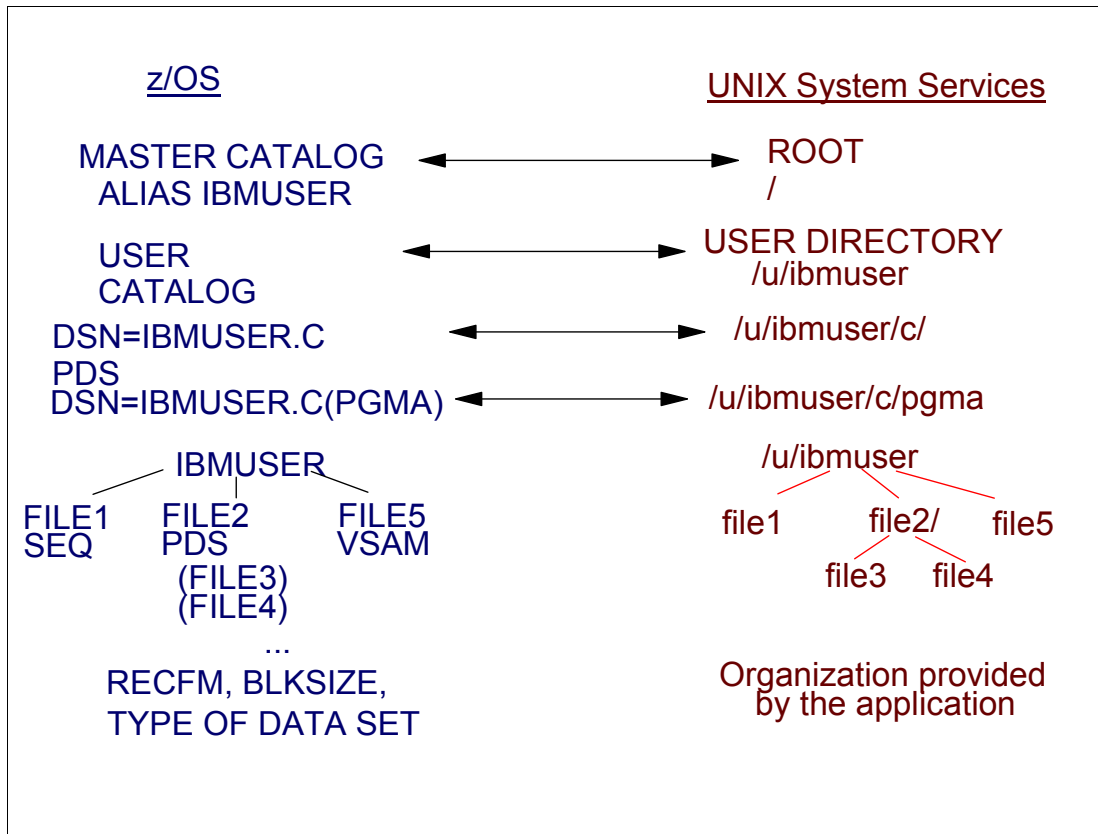 z/OS
UNIX System Services
MASTER CATALOG
ALIAS IBMUSER
ROOT
/
USER
CATALOG
USER DIRECTORY
/u/ibmuser
DSN=IBMUSER.C
PDS
/u/ibmuser/c/
DSN=IBMUSER.C(PGMA)
/u/ibmuser/c/pgma
IBMUSER
FILE1
SEQ
FILE2
PDS
(FILE3)
(FILE4)
FILE5
VSAM
...
RECFM, BLKSIZE,
TYPE OF DATA SET
/u/ibmuser
file1
file2/
file5
file3
file4
Organization provided
by the application